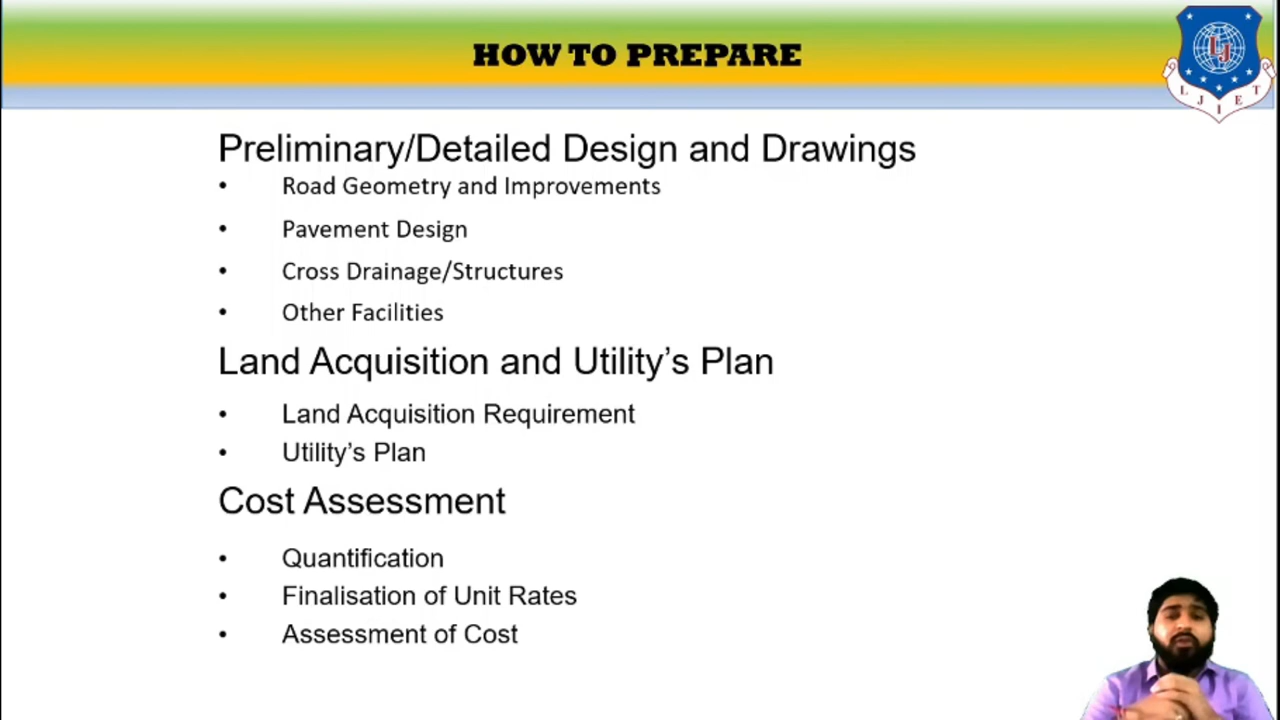 HOW TO PREPARE
LJ
L J I E T
Preliminary/Detailed Design and Drawings
• Road Geometry and Improvements
• Pavement Design
• Cross Drainage/Structures
• Other Facilities
Land Acquisition and Utility’s Plan
• Land Acquisition Requirement
• Utility’s Plan
Cost Assessment
• Quantification
• Finalisation of Unit Rates
• Assessment of Cost